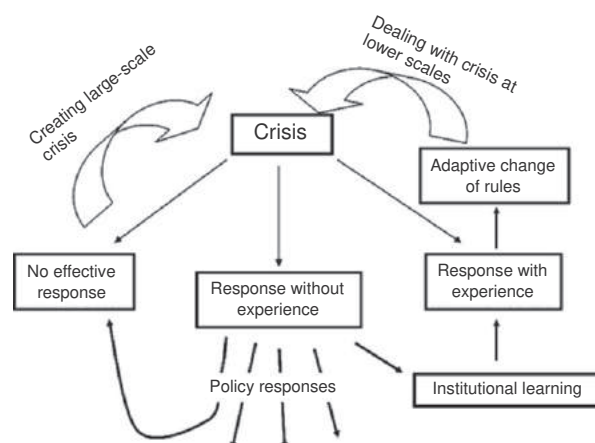 Creating large-scale
crisis
Dealing with crisis at
lower scales
Crisis
Adaptive change
of rules
No effective
response
Response without
experience
Response with
experience
Policy responses
Institutional learning